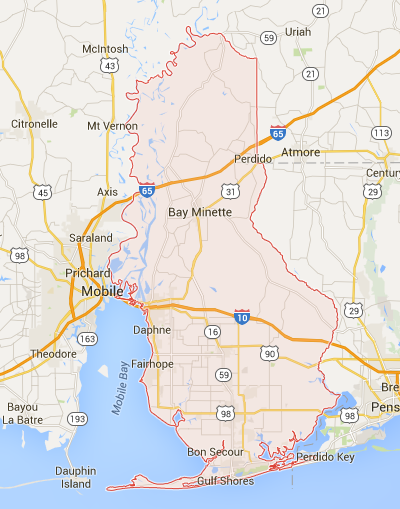 Uriah
59
21
McIntosh
43
21
Citronelle
Mt Vernon
65
113
Perdido
Atmore
Century
Axis
65
31
29
45
Bay Minette
29
Saraland
98
Prichard
Mobile
10
29
Daphne
16
163
90
Theodore
Fairhope
59
Bre
Mobile Bay
Bayou
La Batre
193
98
98
Pens
Bon Secour
Perdido Key
Dauphin
Island
Gulf Shores